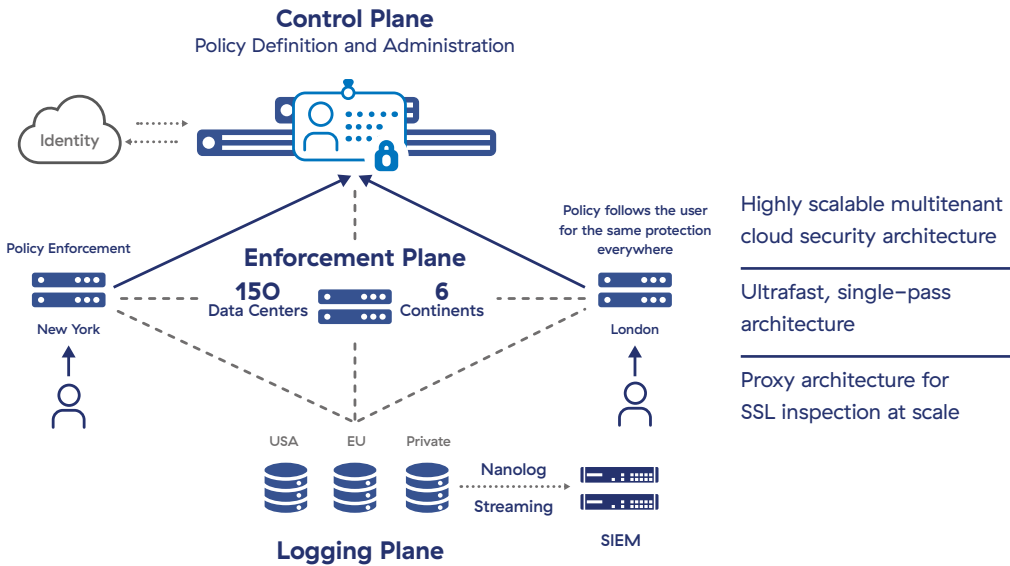 Control Plane
Policy Definition and Administration
Identity
Policy Enforcement
New York
Enforcement Plane
150
Data Centers
6
Continents
Policy follows the user
for the same protection
everywhere
London
USA
EU
Private
Nanolog
Streaming
SIEM
Logging Plane
Highly scalable multitenant
cloud security architecture
Ultrafast, single-pass
architecture
Proxy architecture for
SSL inspection at scale